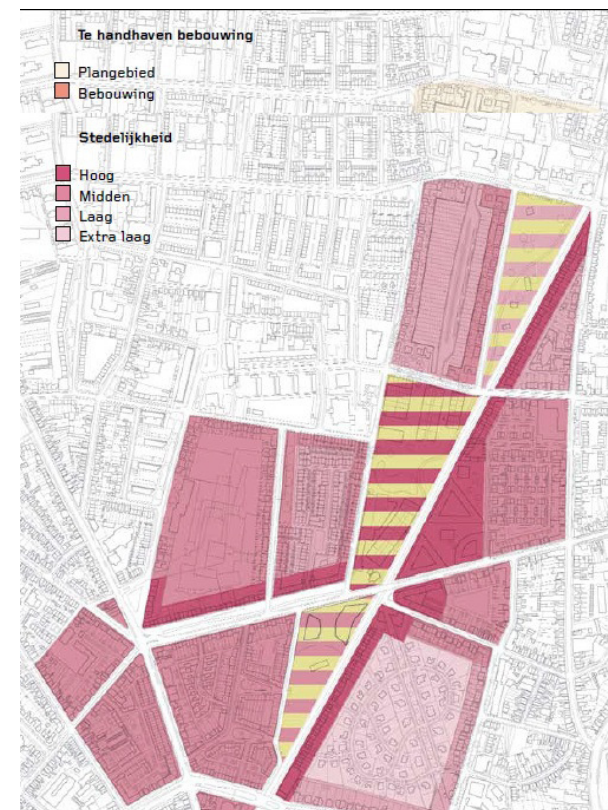 Te handhaven bebouwing
Plangebied
Bebouwing
Stedelijkheid
Hoog
Midden
Laag
Extra laag